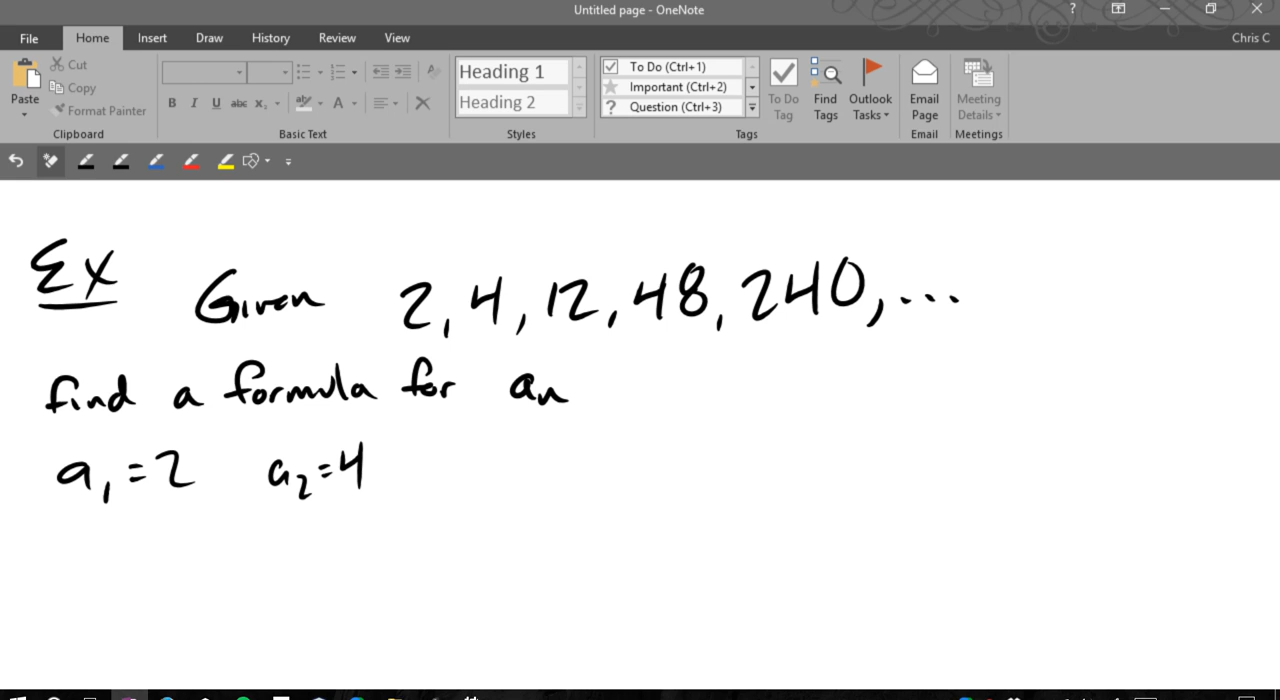 Untitled page - OneNote
?
File Home Insert Draw History Review View Chris C
Paste Cut Copy Format Painter
B I U abc x₂ ab A
Heading 1
Heading 2
To Do (Ctrl+1)
Important (Ctrl+2)
? Question (Ctrl+3)
To Do Tag
Find Tags
Outlook Tasks
Email Page
Meeting Details
Clipboard Basic Text Styles Tags Email Meetings
Ex Given 2, 4, 12, 48, 240, ...
find a formula for aₙ
a₁ = 2 a₂ = 4